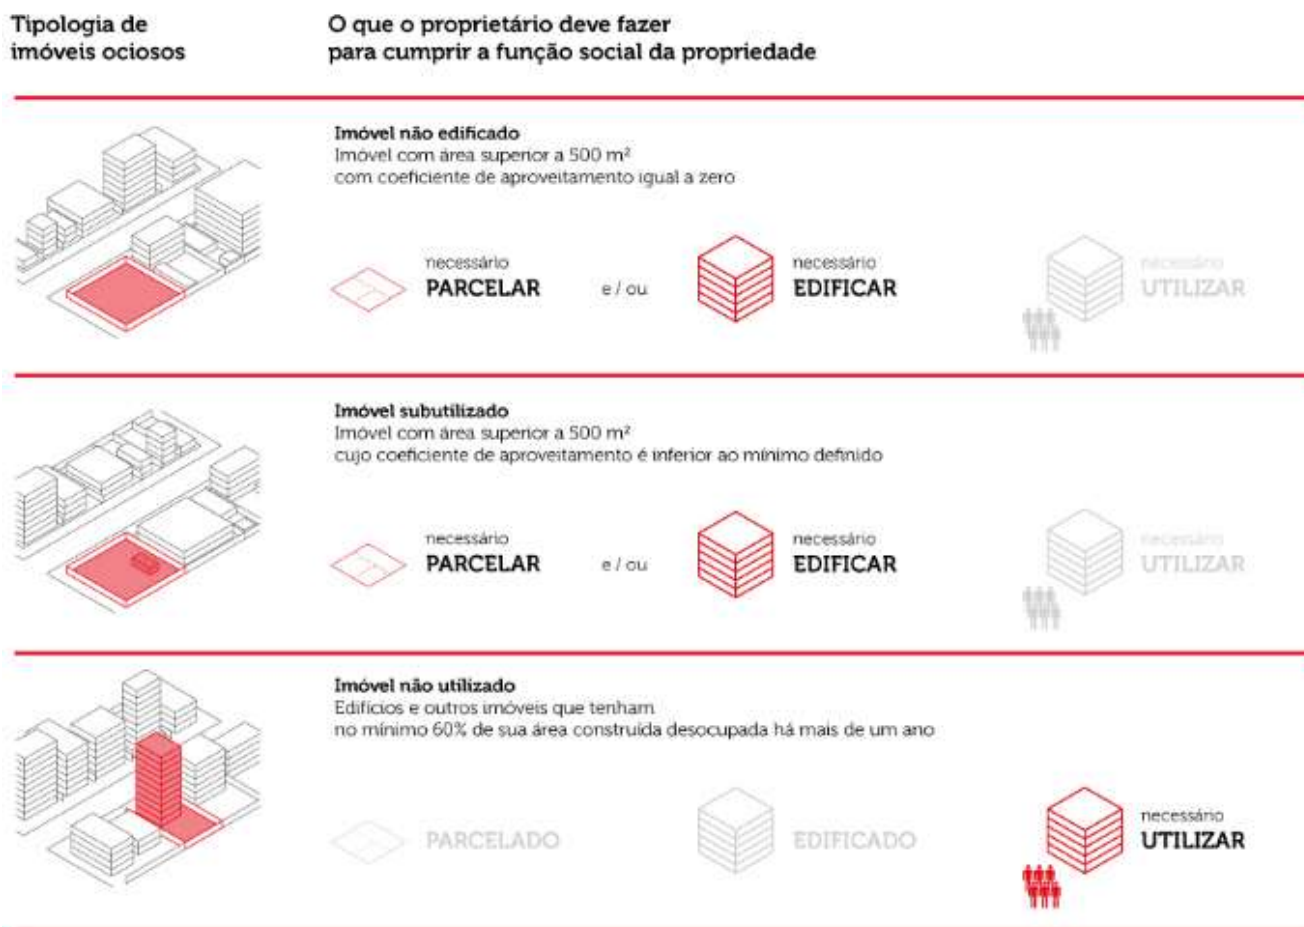 Tipologia de
imóveis ociosos
O que o proprietário deve fazer
para cumprir a função social da propriedade
Imóvel não edificado
Imóvel com área superior a 500 m²
com coeficiente de aproveitamento igual a zero
necessário
PARCELAR
e / ou
necessário
EDIFICAR
necessário
UTILIZAR
Imóvel subutilizado
Imóvel com área superior a 500 m²
cujo coeficiente de aproveitamento é inferior ao mínimo definido
necessário
PARCELAR
e / ou
necessário
EDIFICAR
necessário
UTILIZAR
Imóvel não utilizado
Edifícios e outros imóveis que tenham
no mínimo 60% de sua área construída desocupada há mais de um ano
PARCELADO
EDIFICADO
necessário
UTILIZAR